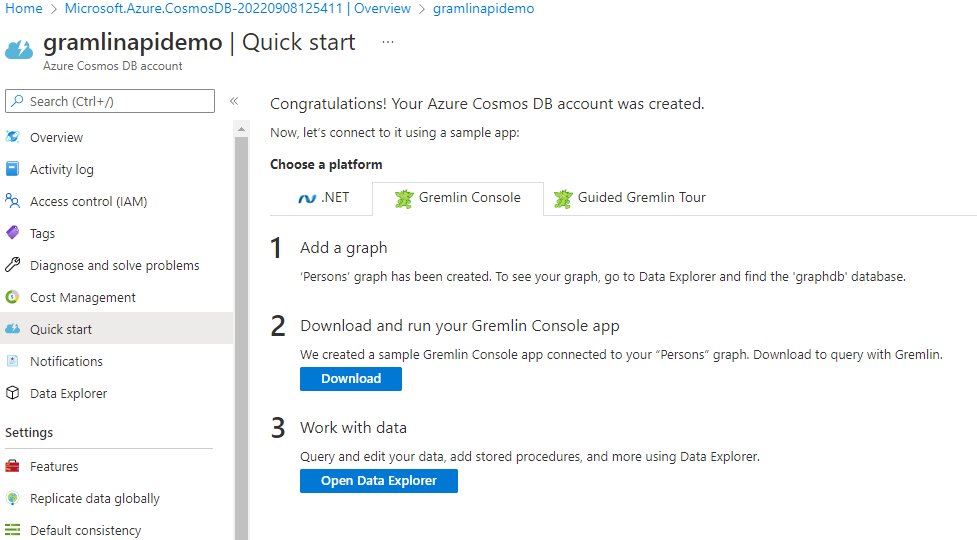 Home > Microsoft.Azure.CosmosDB-20220908125411 | Overview > gramlinapidemo >
gramlinapidemo | Quick start ...
Azure Cosmos DB account
Search (Ctrl+/) «
Overview
Activity log
Access control (IAM)
Tags
Diagnose and solve problems
Cost Management
Quick start
Notifications
Data Explorer
Settings
Features
Replicate data globally
Default consistency
Congratulations! Your Azure Cosmos DB account was created.
Now, let's connect to it using a sample app:
Choose a platform
.NET Gremlin Console Guided Gremlin Tour
1 Add a graph
'Persons' graph has been created. To see your graph, go to Data Explorer and find the 'graphdb' database.
2 Download and run your Gremlin Console app
We created a sample Gremlin Console app connected to your “Persons” graph. Download to query with Gremlin.
Download
3 Work with data
Query and edit your data, add stored procedures, and more using Data Explorer.
Open Data Explorer